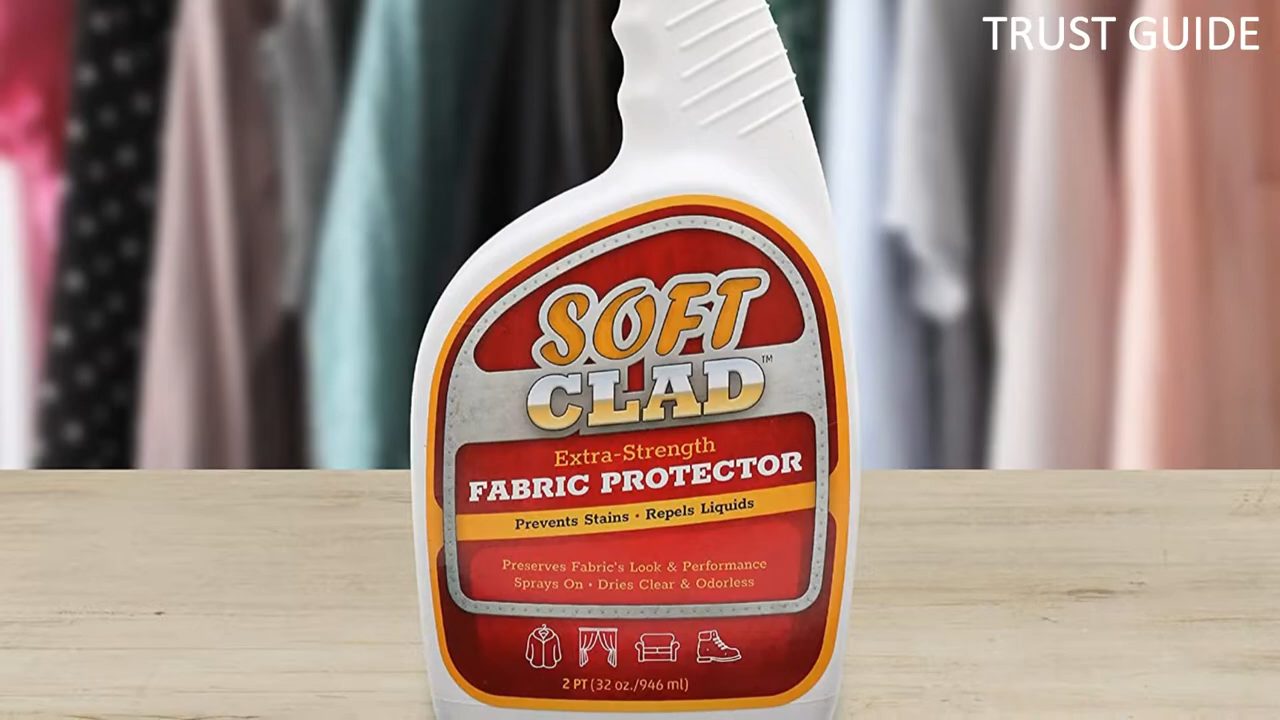 TRUST GUIDE
SOFT
CLAD™
Extra-Strength
FABRIC PROTECTOR
Prevents Stains • Repels Liquids
Preserves Fabric's Look & Performance
Sprays On • Dries Clear & Odorless
2 PT (32 oz./946 ml)